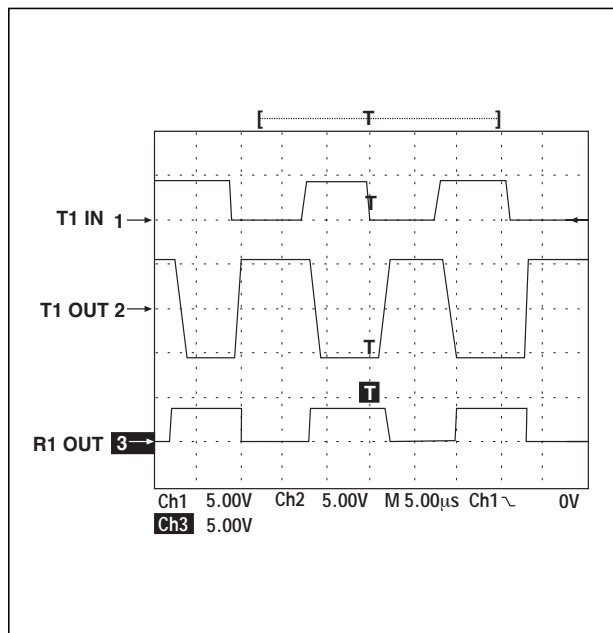 [ T ]
T
T1 IN 1
T1 OUT 2
T
T
R1 OUT 3
Ch1 5.00V Ch2 5.00V M 5.00µs Ch1 0V
Ch3 5.00V